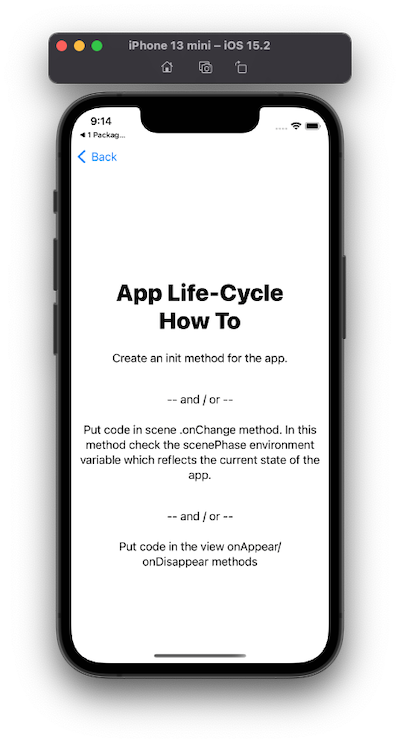 iPhone 13 mini – iOS 15.2
9:14
◀ 1 Packag...
Back
App Life-Cycle
How To
Create an init method for the app.
-- and / or --
Put code in scene .onChange method. In this
method check the scenePhase environment
variable which reflects the current state of the
app.
-- and / or --
Put code in the view onAppear/
onDisappear methods